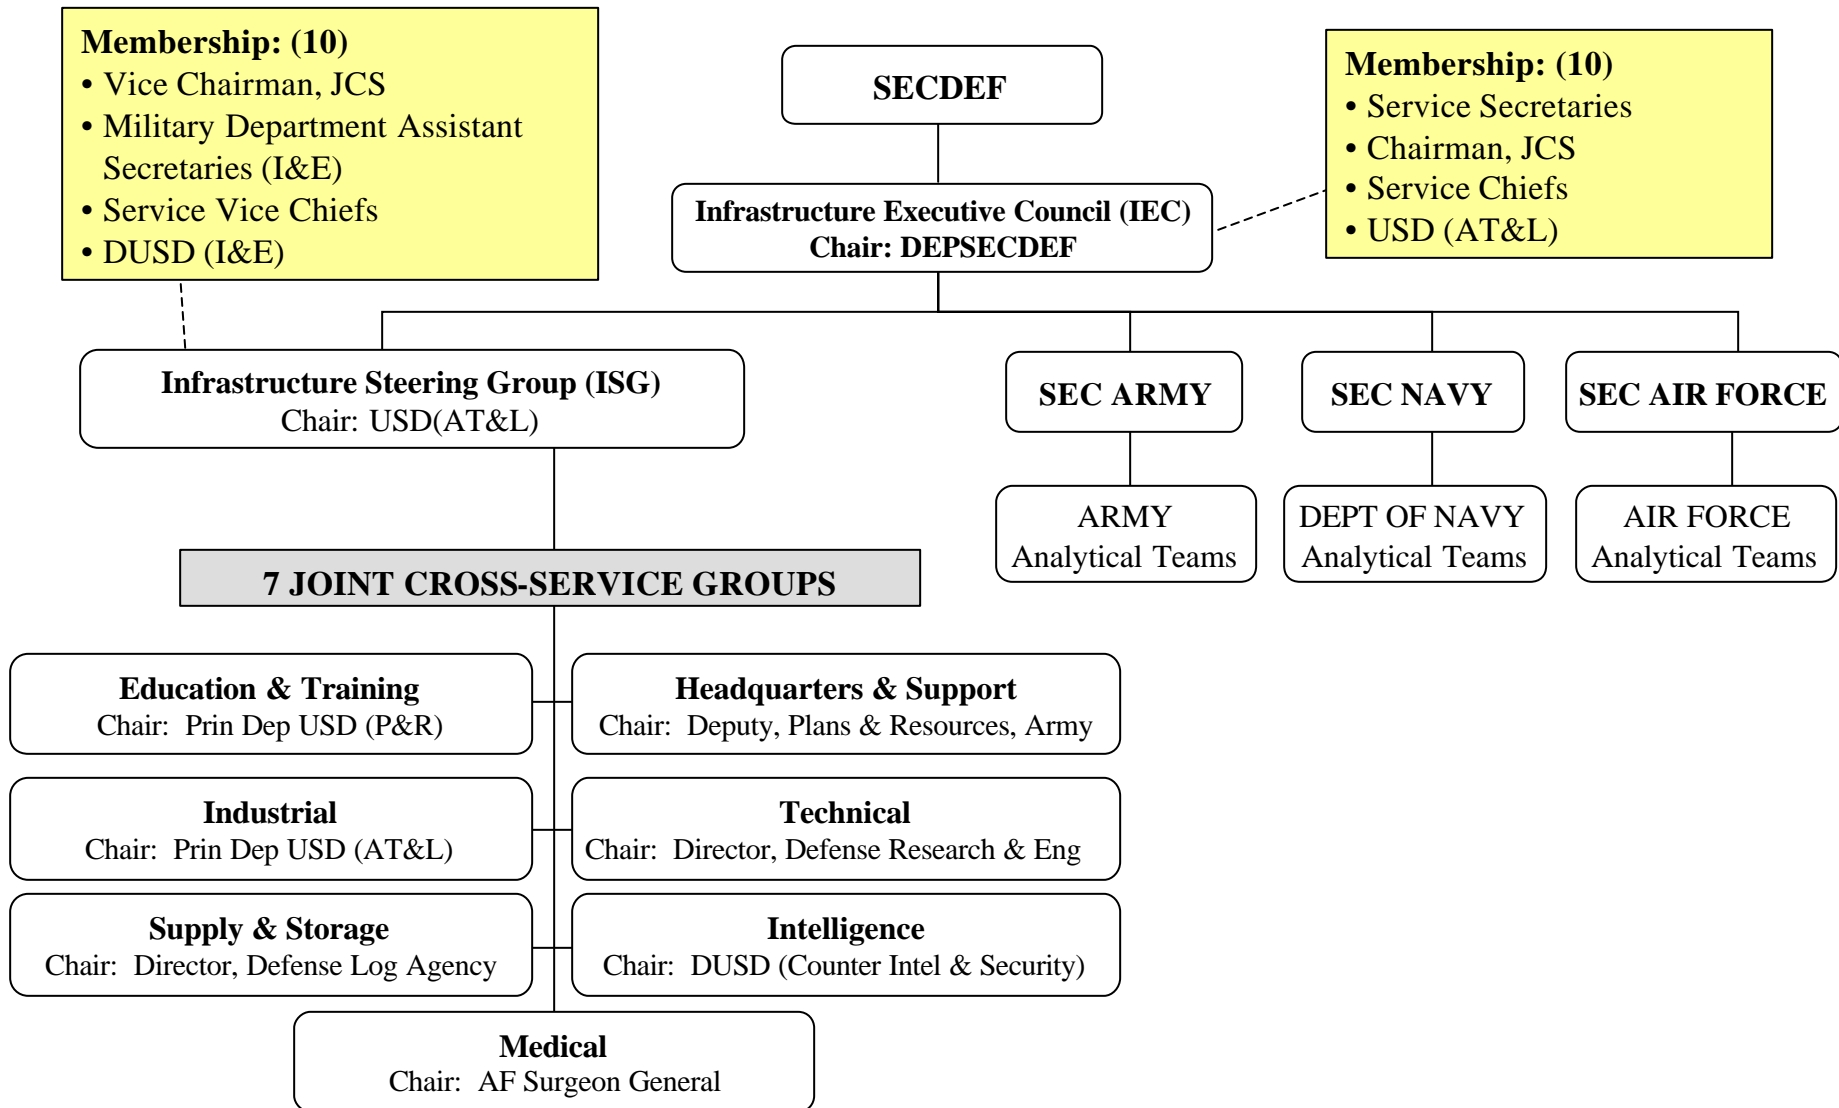 Membership: (10)
• Vice Chairman, JCS
• Military Department Assistant
Secretaries (I&E)
• Service Vice Chiefs
• DUSD (I&E)
SECDEF
Membership: (10)
• Service Secretaries
• Chairman, JCS
• Service Chiefs
• USD (AT&L)
Infrastructure Executive Council (IEC)
Chair: DEPSECDEF
Infrastructure Steering Group (ISG)
Chair: USD(AT&L)
SEC ARMY
SEC NAVY
SEC AIR FORCE
ARMY
Analytical Teams
DEPT OF NAVY
Analytical Teams
AIR FORCE
Analytical Teams
7 JOINT CROSS-SERVICE GROUPS
Education & Training
Chair: Prin Dep USD (P&R)
Headquarters & Support
Chair: Deputy, Plans & Resources, Army
Industrial
Chair: Prin Dep USD (AT&L)
Technical
Chair: Director, Defense Research & Eng
Supply & Storage
Chair: Director, Defense Log Agency
Intelligence
Chair: DUSD (Counter Intel & Security)
Medical
Chair: AF Surgeon General